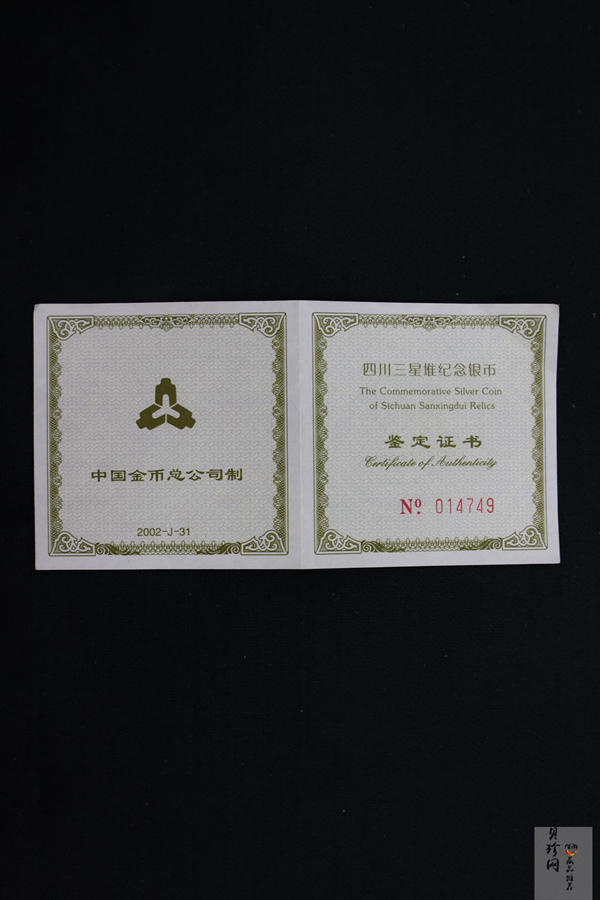 中国金币总公司制
2002-J-31
四川三星堆纪念银币
The Commemorative Silver Coin
of Sichuan Sanxingdui Relics
鉴定证书
Certificate of Authenticity
Nº 014749
贝珍网